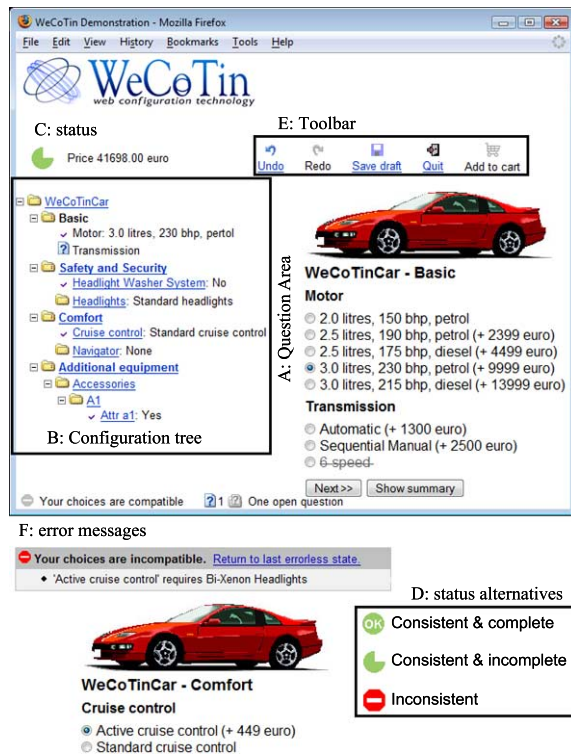 WeCoTin Demonstration - Mozilla Firefox
File Edit View History Bookmarks Tools Help
WeCoTin
web configuration technology
C: status
E: Toolbar
Price 41698.00 euro
Undo Redo Save draft Quit Add to cart
WeCoTinCar
Basic
Motor: 3.0 litres, 230 bhp, pertol
? Transmission
Safety and Security
Headlight Washer System: No
Headlights: Standard headlights
Comfort
Cruise control: Standard cruise control
Navigator: None
Additional equipment
Accessories
A1
Attr a1: Yes
B: Configuration tree
A: Question Area
WeCoTinCar - Basic
Motor
2.0 litres, 150 bhp, petrol
2.5 litres, 190 bhp, petrol (+ 2399 euro)
2.5 litres, 175 bhp, diesel (+ 4499 euro)
3.0 litres, 230 bhp, petrol (+ 9999 euro)
3.0 litres, 215 bhp, diesel (+ 13999 euro)
Transmission
Automatic (+ 1300 euro)
Sequential Manual (+ 2500 euro)
6-speed
Next>> Show summary
Your choices are compatible ? 1 ? One open question
F: error messages
Your choices are incompatible. Return to last errorless state.
• 'Active cruise control' requires Bi-Xenon Headlights
WeCoTinCar - Comfort
Cruise control
Active cruise control (+ 449 euro)
Standard cruise control
D: status alternatives
OK Consistent & complete
Consistent & incomplete
Inconsistent